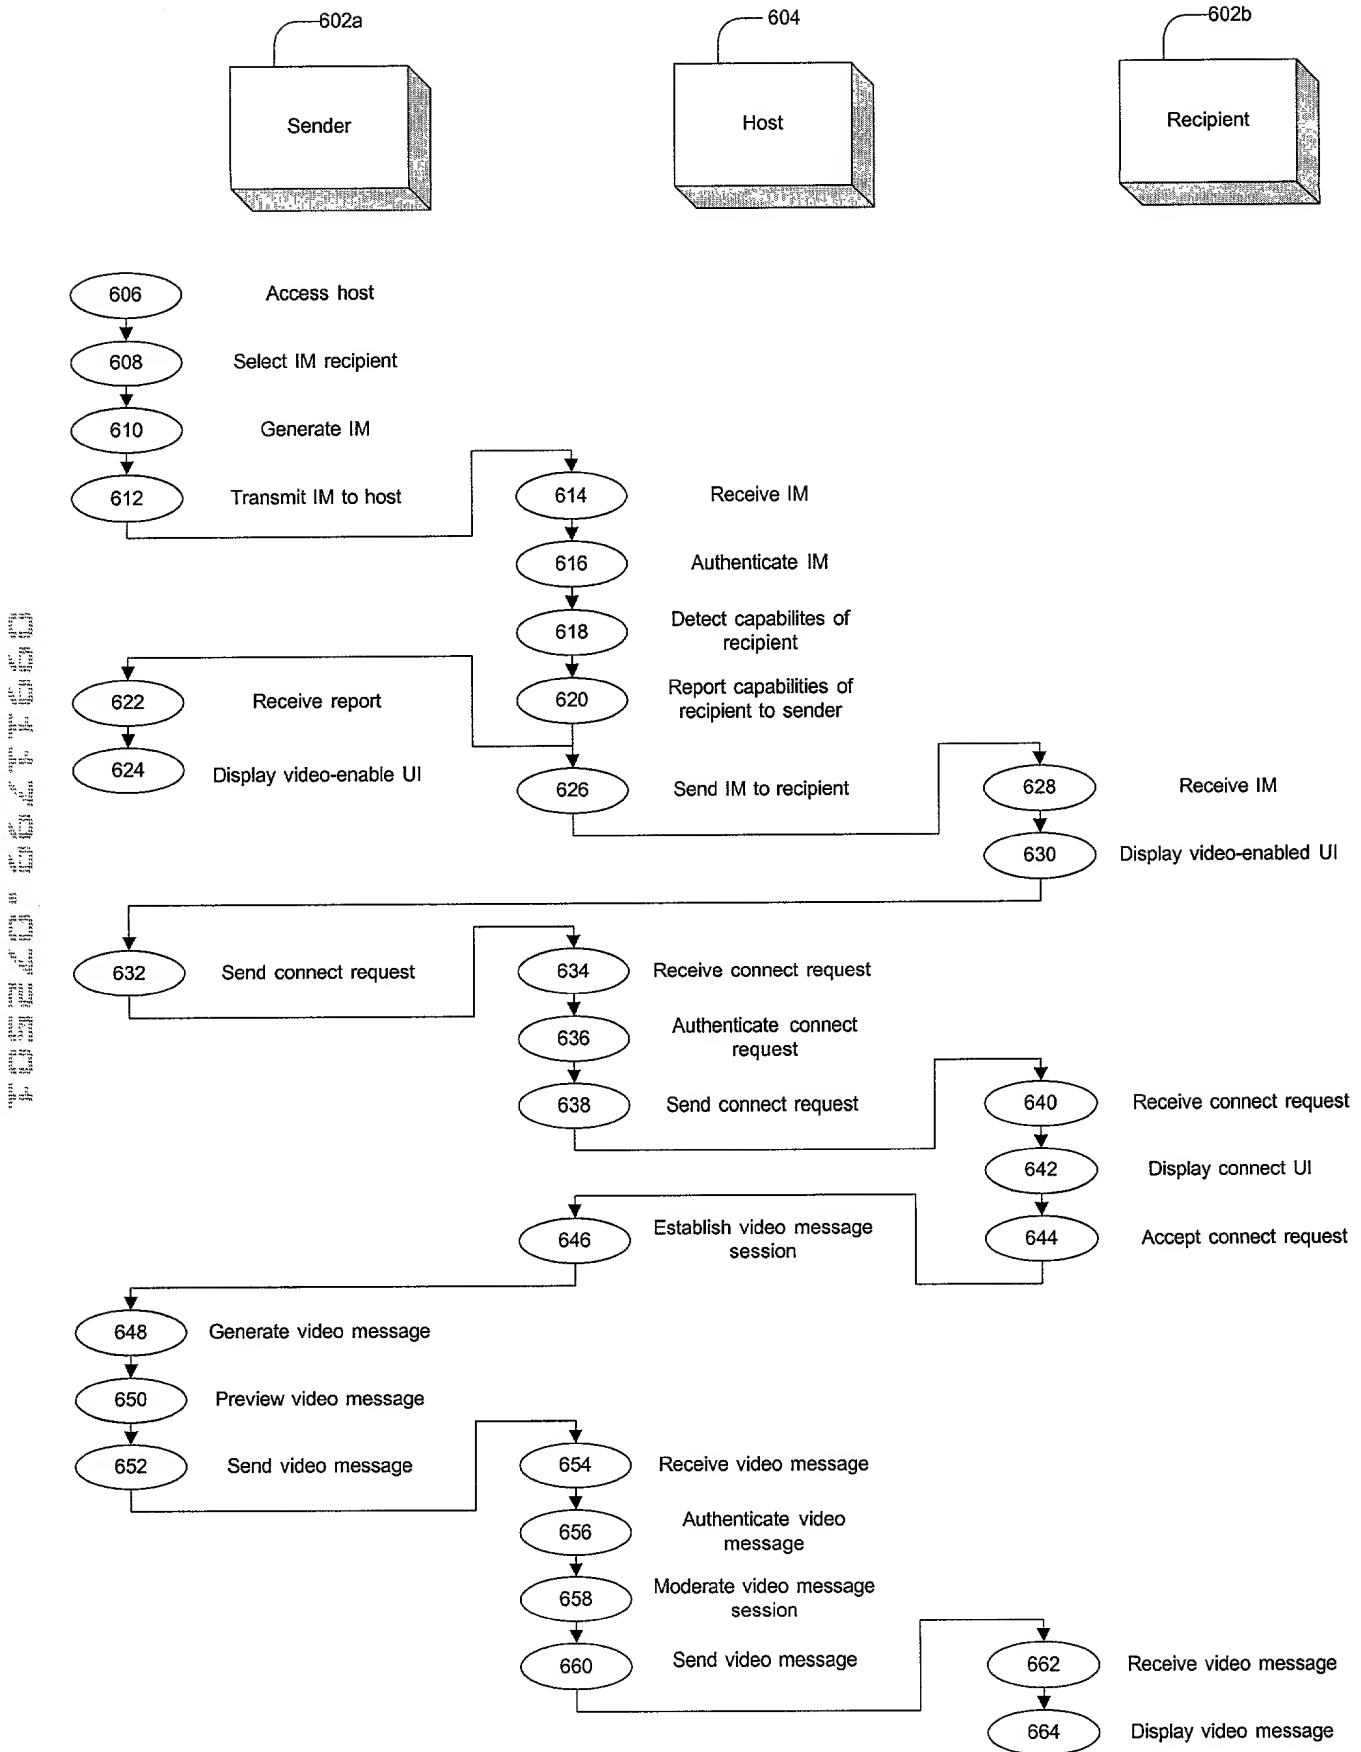 602a
604
602b
Sender
Host
Recipient
606 Access host
608 Select IM recipient
610 Generate IM
612 Transmit IM to host
614 Receive IM
616 Authenticate IM
618 Detect capabilites of
recipient
620 Report capabilities of
recipient to sender
622 Receive report
624 Display video-enable UI
626 Send IM to recipient
628 Receive IM
630 Display video-enabled UI
632 Send connect request
634 Receive connect request
636 Authenticate connect
request
638 Send connect request
640 Receive connect request
642 Display connect UI
644 Accept connect request
646 Establish video message
session
648 Generate video message
650 Preview video message
652 Send video message
654 Receive video message
656 Authenticate video
message
658 Moderate video message
session
660 Send video message
662 Receive video message
664 Display video message